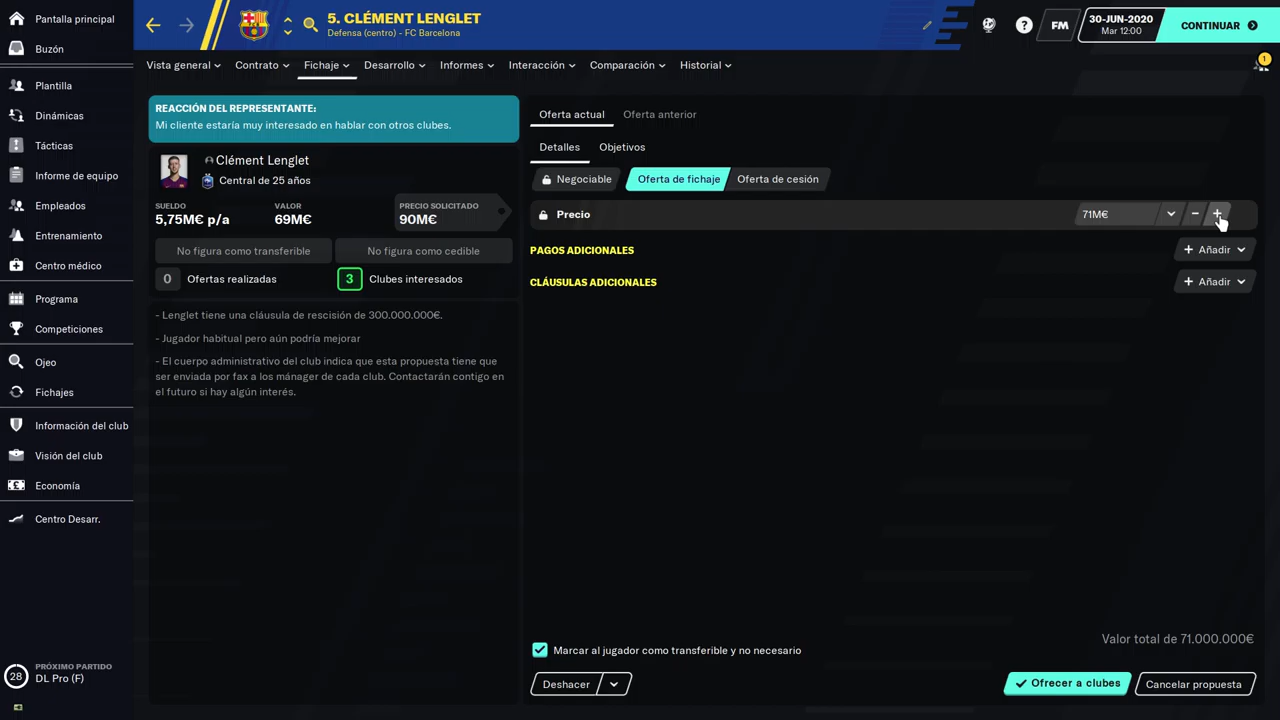 Pantalla principal
Buzón
Plantilla
Dinámicas
Tácticas
Informe de equipo
Empleados
Entrenamiento
Centro médico
Programa
Competiciones
Ojeo
Fichajes
Información del club
Visión del club
Economía
Centro Desarr.
28
PRÓXIMO PARTIDO
DL Pro (F)
5. CLÉMENT LENGLET
Defensa (centro) - FC Barcelona
?
FM
30-JUN-2020
Mar 12:00
CONTINUAR
Vista general
Contrato
Fichaje
Desarrollo
Informes
Interacción
Comparación
Historial
1
REACCIÓN DEL REPRESENTANTE:
Mi cliente estaría muy interesado en hablar con otros clubes.
Clément Lenglet
Central de 25 años
SUELDO
5,75M€ p/a
VALOR
69M€
PRECIO SOLICITADO
90M€
No figura como transferible
No figura como cedible
0 Ofertas realizadas
3 Clubes interesados
- Lenglet tiene una cláusula de rescisión de 300.000.000€.
- Jugador habitual pero aún podría mejorar
- El cuerpo administrativo del club indica que esta propuesta tiene que
ser enviada por fax a los mánager de cada club. Contactarán contigo en
el futuro si hay algún interés.
Oferta actual
Oferta anterior
Detalles
Objetivos
Negociable
Oferta de fichaje
Oferta de cesión
Precio
71M€
PAGOS ADICIONALES
+ Añadir
CLÁUSULAS ADICIONALES
+ Añadir
Valor total de 71.000.000€
Marcar al jugador como transferible y no necesario
Deshacer
Ofrecer a clubes
Cancelar propuesta